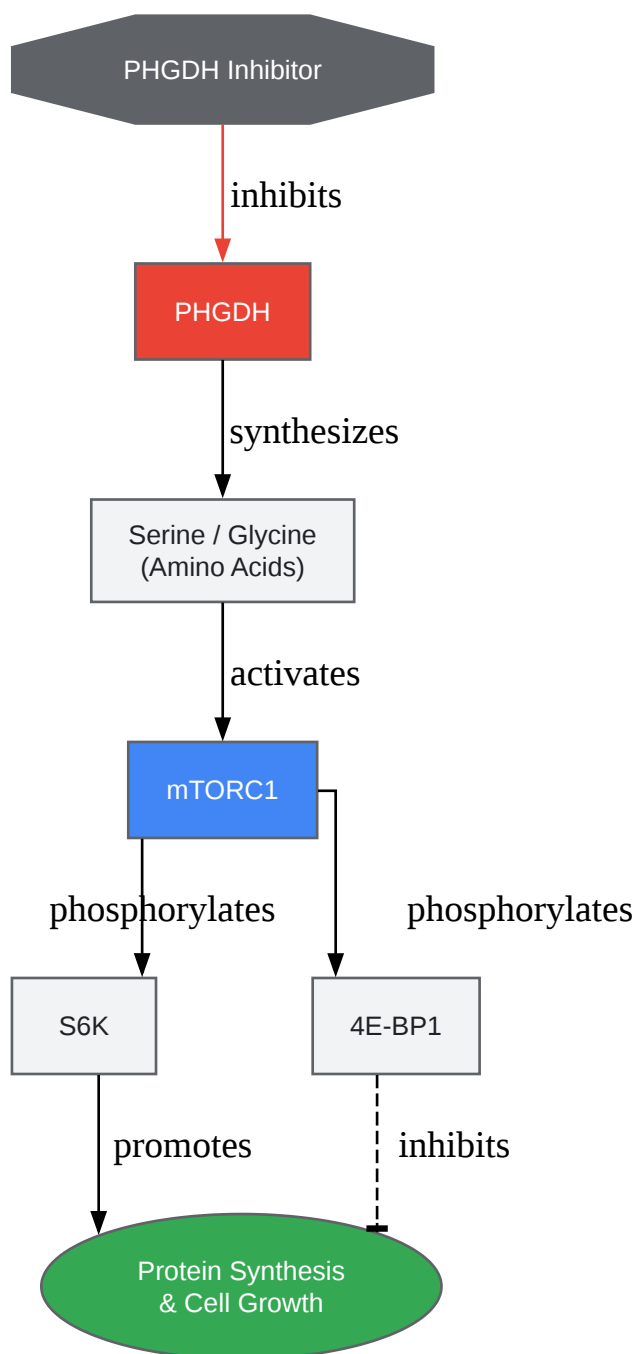 PHGDH Inhibitor
inhibits
PHGDH
synthesizes
Serine / Glycine
(Amino Acids)
activates
mTORC1
phosphorylates
phosphorylates
S6K
4E-BP1
promotes
inhibits
Protein Synthesis
& Cell Growth